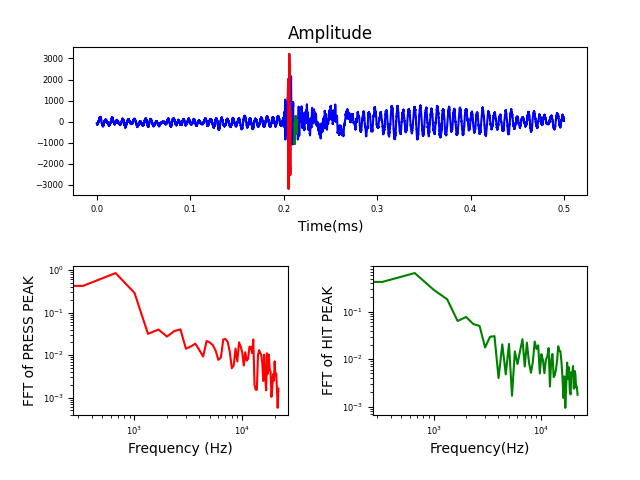 Amplitude
3000
2000
1000
0
−1000
−2000
−3000
0.0 0.1 0.2 0.3 0.4 0.5
Time(ms)
FFT of PRESS PEAK
10⁰
10⁻¹
10⁻²
10⁻³
10³ 10⁴
Frequency (Hz)
FFT of HIT PEAK
10⁻¹
10⁻²
10⁻³
10³ 10⁴
Frequency(Hz)